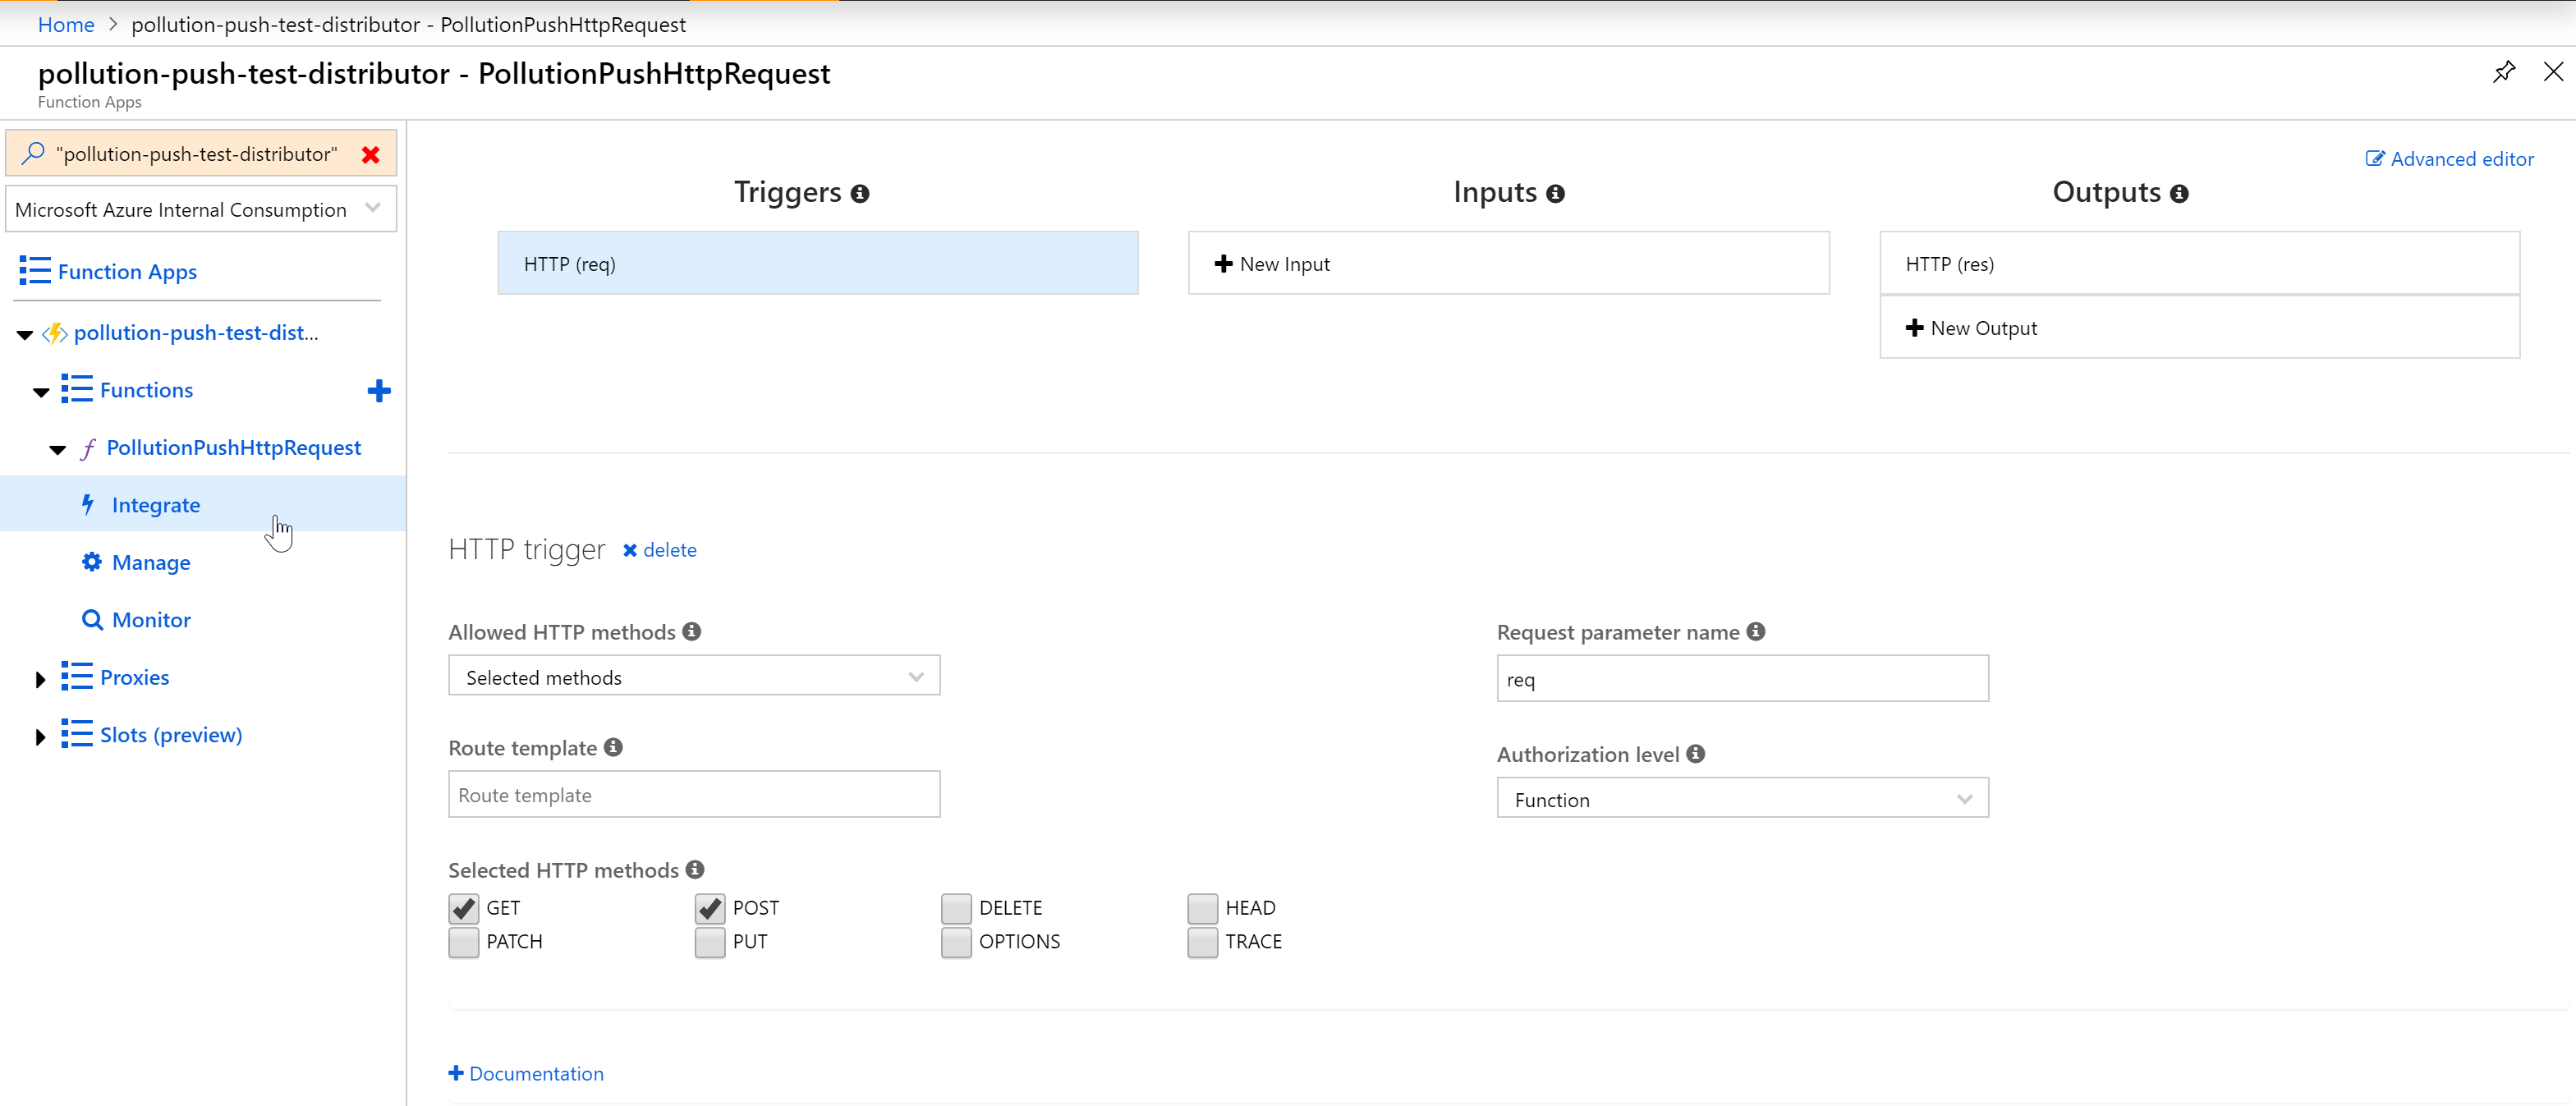 Home > pollution-push-test-distributor - PollutionPushHttpRequest
pollution-push-test-distributor - PollutionPushHttpRequest
Function Apps
"pollution-push-test-distributor"
Microsoft Azure Internal Consumption
Function Apps
pollution-push-test-dist...
Functions
PollutionPushHttpRequest
Integrate
Manage
Monitor
Proxies
Slots (preview)
Advanced editor
Triggers
Inputs
Outputs
HTTP (req)
New Input
HTTP (res)
New Output
HTTP trigger
delete
Allowed HTTP methods
Selected methods
Request parameter name
req
Route template
Route template
Authorization level
Function
Selected HTTP methods
GET
POST
DELETE
HEAD
PATCH
PUT
OPTIONS
TRACE
Documentation